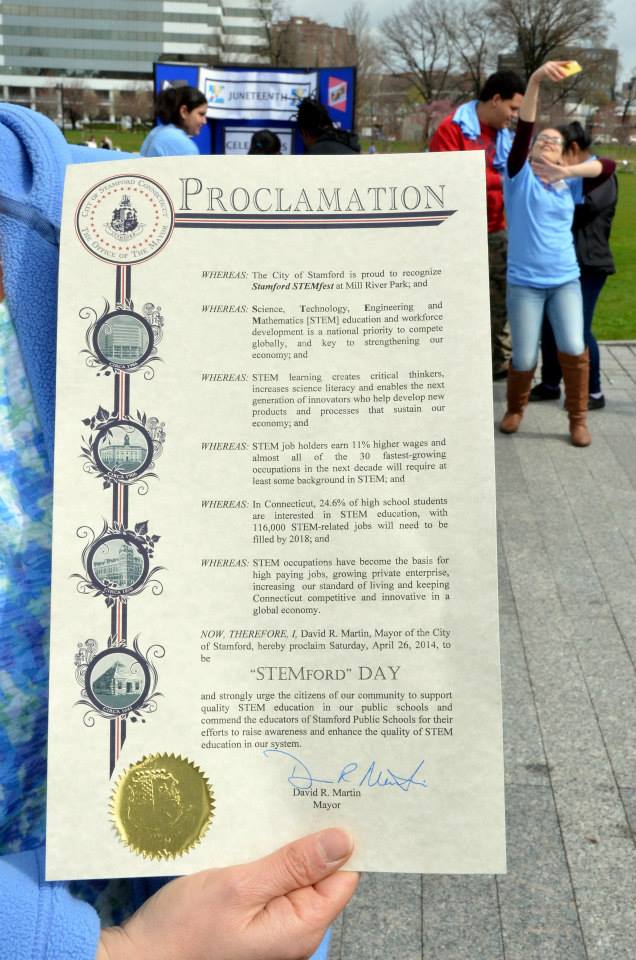 JUNETEENTH
CITY OF STAMFORD CONNECTICUT
THE OFFICE OF THE MAYOR
PROCLAMATION
WHEREAS: The City of Stamford is proud to recognize
Stamford STEMfest at Mill River Park; and
WHEREAS: Science, Technology, Engineering and
Mathematics [STEM] education and workforce
development is a national priority to compete
globally, and key to strengthening our
economy; and
WHEREAS: STEM learning creates critical thinkers,
increases science literacy and enables the next
generation of innovators who help develop new
products and processes that sustain our
economy; and
WHEREAS: STEM job holders earn 11% higher wages and
almost all of the 30 fastest-growing
occupations in the next decade will require at
least some background in STEM; and
WHEREAS: In Connecticut, 24.6% of high school students
are interested in STEM education, with
116,000 STEM-related jobs will need to be
filled by 2018; and
WHEREAS: STEM occupations have become the basis for
high paying jobs, growing private enterprise,
increasing our standard of living and keeping
Connecticut competitive and innovative in a
global economy.
NOW, THEREFORE, I, David R. Martin, Mayor of the City
of Stamford, hereby proclaim Saturday, April 26, 2014, to
be
"STEMFORD" DAY
and strongly urge the citizens of our community to support
quality STEM education in our public schools and
commend the educators of Stamford Public Schools for their
efforts to raise awareness and enhance the quality of STEM
education in our system.
David R. Martin
Mayor